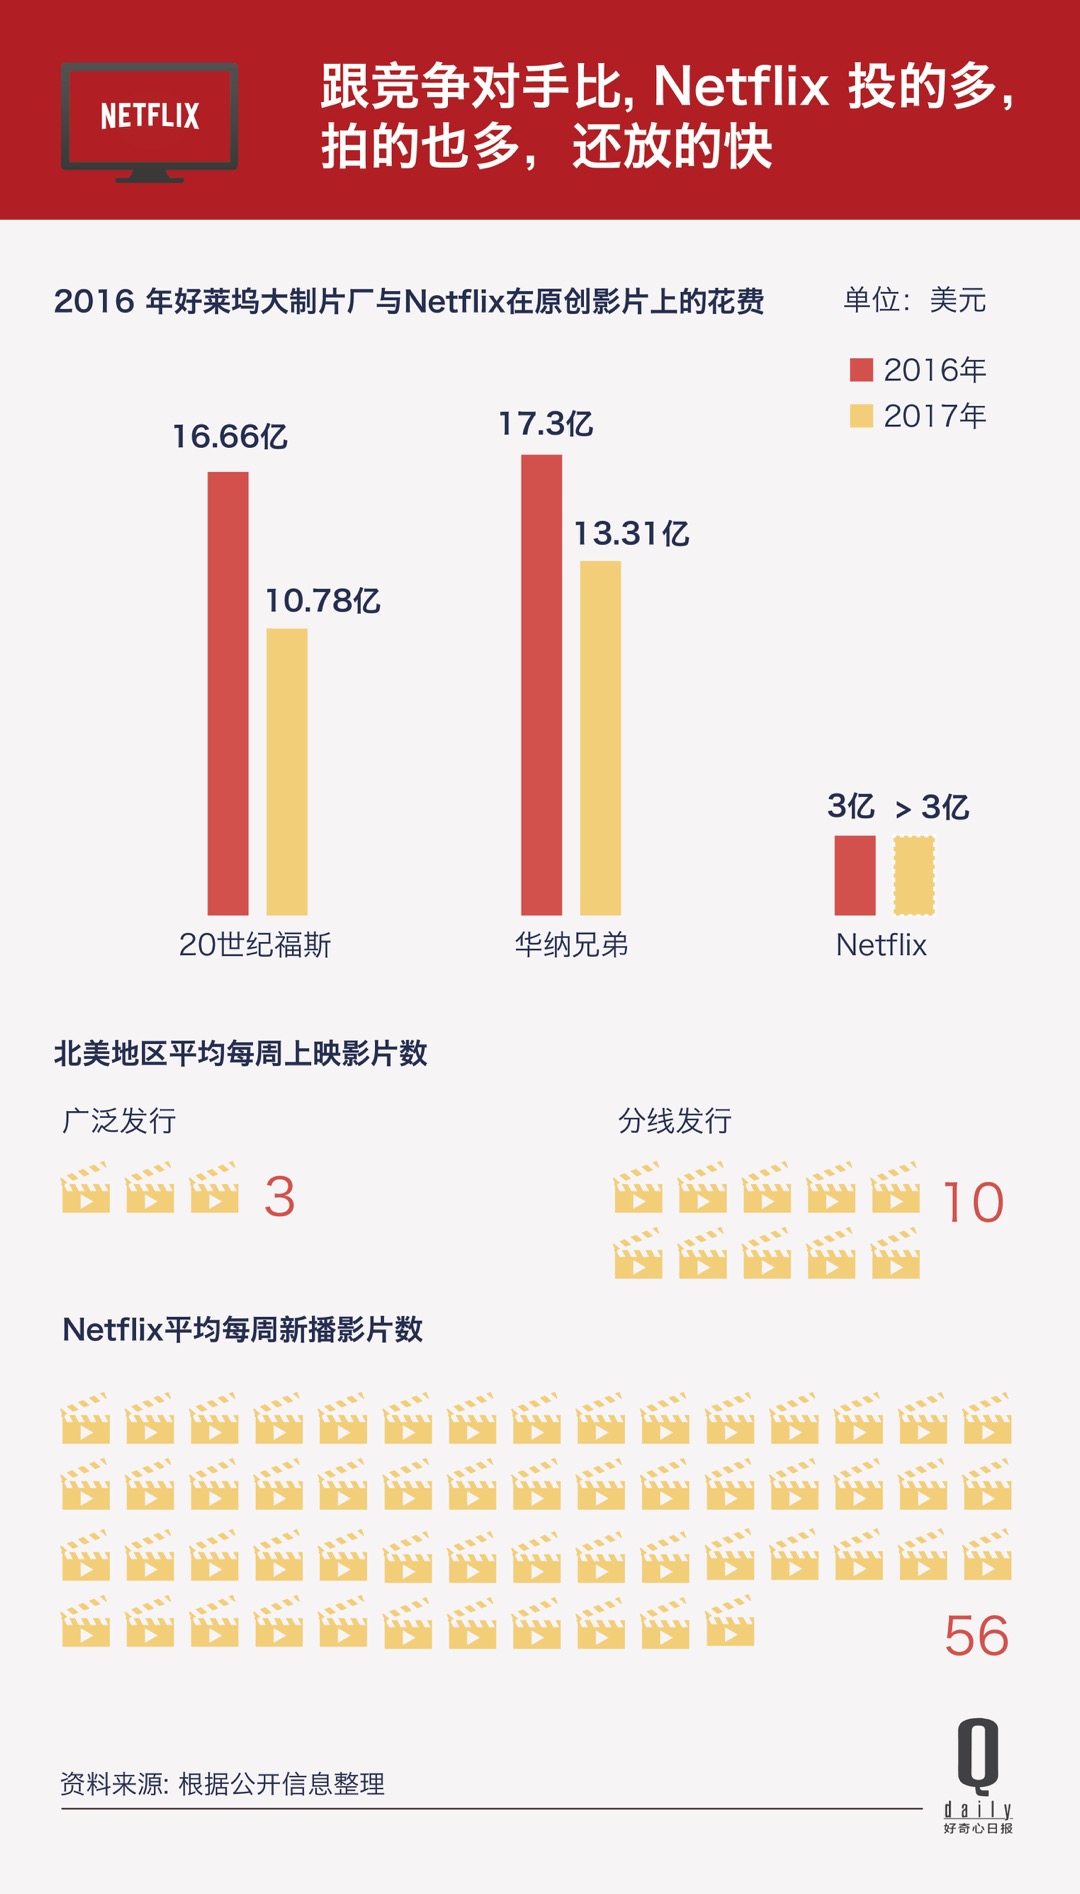 NETFLIX
跟竞争对手比, Netflix 投的多,
拍的也多，还放的快
2016 年好莱坞大制片厂与Netflix在原创影片上的花费
单位：美元
2016年
2017年
16.66亿
10.78亿
17.3亿
13.31亿
3亿
> 3亿
20世纪福斯
华纳兄弟
Netflix
北美地区平均每周上映影片数
广泛发行
分线发行
3
10
Netflix平均每周新播影片数
56
资料来源: 根据公开信息整理
Q
daily
好奇心日报